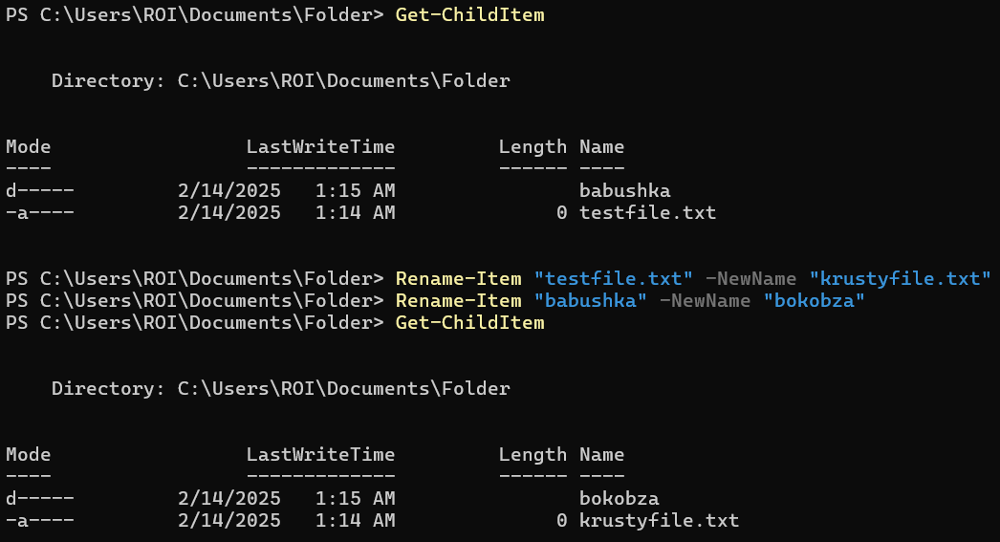 PS C:\Users\ROI\Documents\Folder> Get-ChildItem
Directory: C:\Users\ROI\Documents\Folder
Mode                 LastWriteTime         Length Name
----                 -------------         ------ ----
d-----         2/14/2025   1:15 AM                babushka
-a----         2/14/2025   1:14 AM              0 testfile.txt
PS C:\Users\ROI\Documents\Folder> Rename-Item "testfile.txt" -NewName "krustyfile.txt"
PS C:\Users\ROI\Documents\Folder> Rename-Item "babushka" -NewName "bokobza"
PS C:\Users\ROI\Documents\Folder> Get-ChildItem
Directory: C:\Users\ROI\Documents\Folder
Mode                 LastWriteTime         Length Name
----                 -------------         ------ ----
d-----         2/14/2025   1:15 AM                bokobza
-a----         2/14/2025   1:14 AM              0 krustyfile.txt